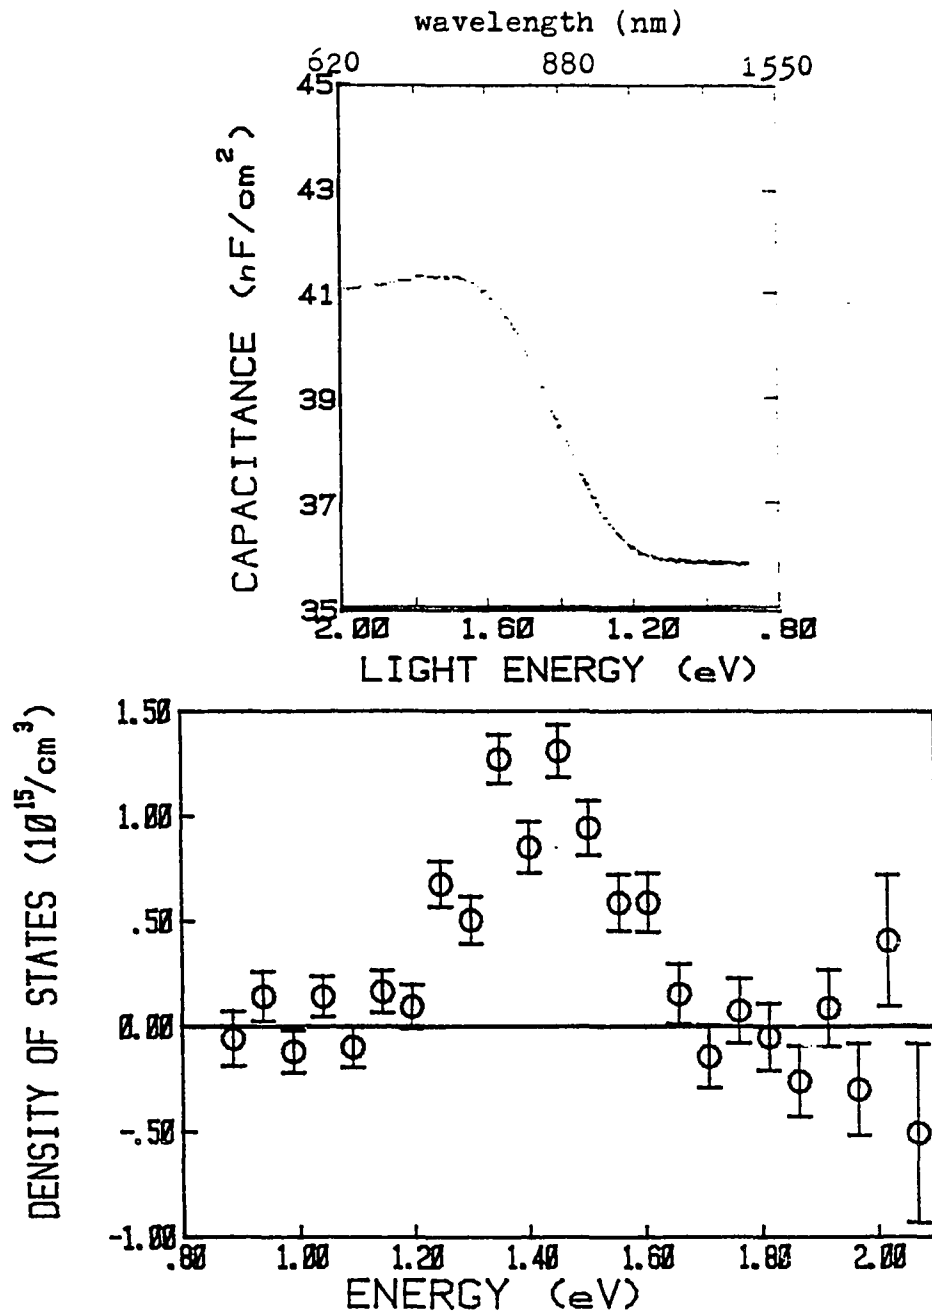 wavelength (nm)
620 880 1550
45
43
41
39
37
35
CAPACITANCE (nF/cm²)
2.00 1.60 1.20 .80
LIGHT ENERGY (eV)
1.50
1.00
.50
0.00
-.50
-1.00
DENSITY OF STATES (10¹⁵/cm³)
.80 1.00 1.20 1.40 1.60 1.80 2.00
ENERGY (eV)